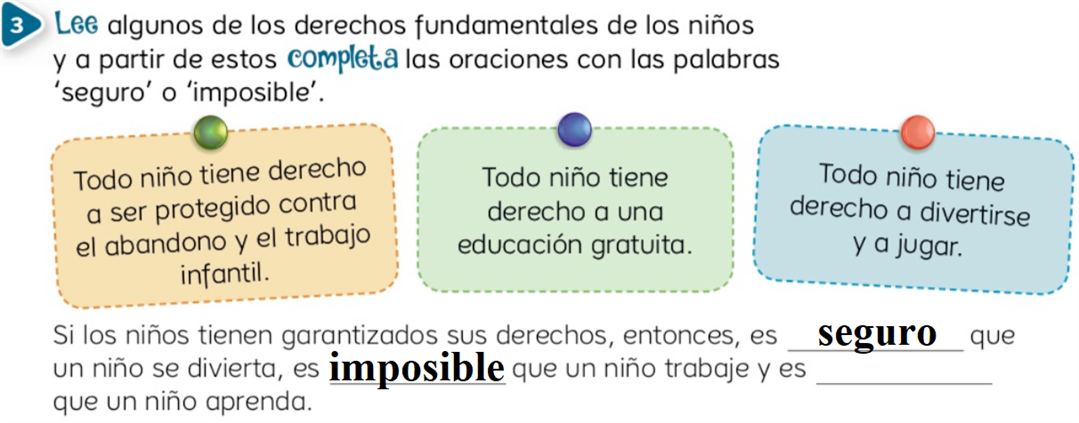 3 Lee algunos de los derechos fundamentales de los niños
y a partir de estos completa las oraciones con las palabras
‘seguro’ o ‘imposible’.
Todo niño tiene derecho
a ser protegido contra
el abandono y el trabajo
infantil.
Todo niño tiene
derecho a una
educación gratuita.
Todo niño tiene
derecho a divertirse
y a jugar.
Si los niños tienen garantizados sus derechos, entonces, es seguro que
un niño se divierta, es imposible que un niño trabaje y es ____________
que un niño aprenda.